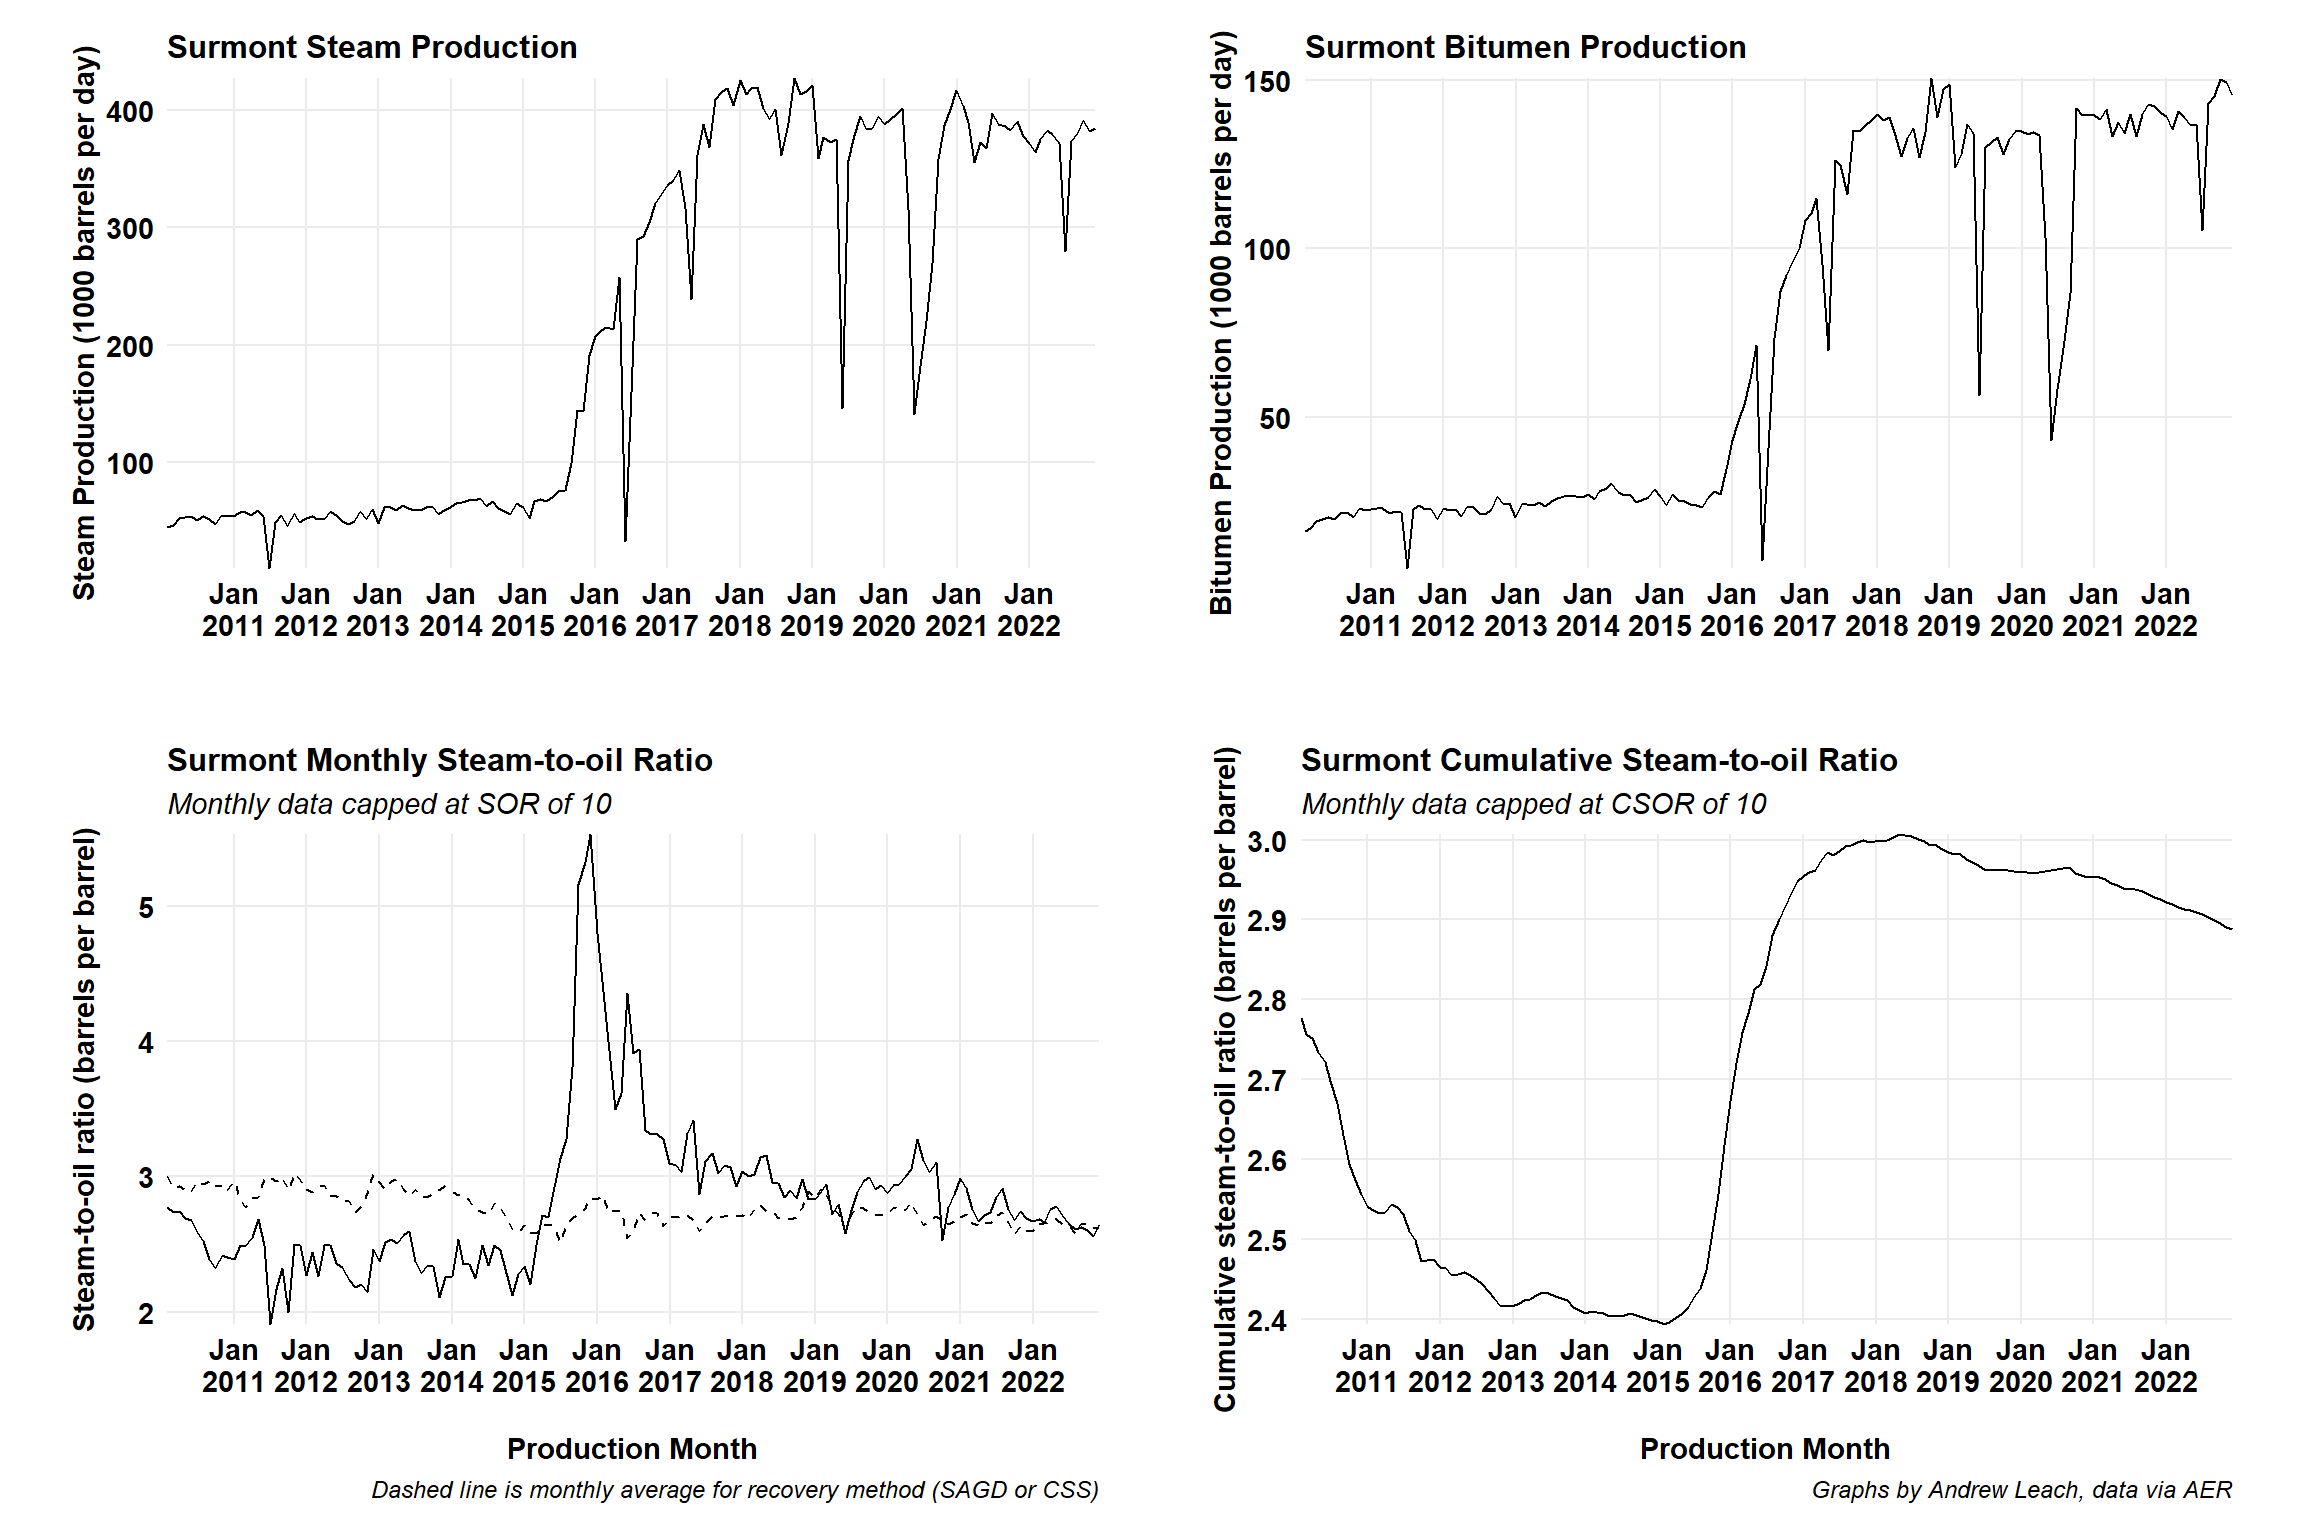 Surmont Steam Production
Steam Production (1000 barrels per day)
400
300
200
100
Jan Jan Jan Jan Jan Jan Jan Jan Jan Jan Jan Jan
2011 2012 2013 2014 2015 2016 2017 2018 2019 2020 2021 2022
Surmont Bitumen Production
Bitumen Production (1000 barrels per day)
150
100
50
Jan Jan Jan Jan Jan Jan Jan Jan Jan Jan Jan Jan
2011 2012 2013 2014 2015 2016 2017 2018 2019 2020 2021 2022
Surmont Monthly Steam-to-oil Ratio
Monthly data capped at SOR of 10
Steam-to-oil ratio (barrels per barrel)
5
4
3
2
Jan Jan Jan Jan Jan Jan Jan Jan Jan Jan Jan Jan
2011 2012 2013 2014 2015 2016 2017 2018 2019 2020 2021 2022
Production Month
Dashed line is monthly average for recovery method (SAGD or CSS)
Surmont Cumulative Steam-to-oil Ratio
Monthly data capped at CSOR of 10
Cumulative steam-to-oil ratio (barrels per barrel)
3.0
2.9
2.8
2.7
2.6
2.5
2.4
Jan Jan Jan Jan Jan Jan Jan Jan Jan Jan Jan Jan
2011 2012 2013 2014 2015 2016 2017 2018 2019 2020 2021 2022
Production Month
Graphs by Andrew Leach, data via AER